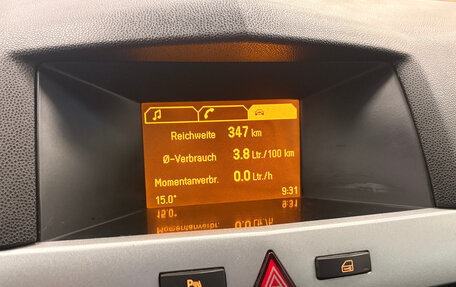 Reichweite 347 km
Ø-Verbrauch 3.8 Ltr./100 km
Momentanverbr. 0.0 Ltr./h
15.0° 9:31